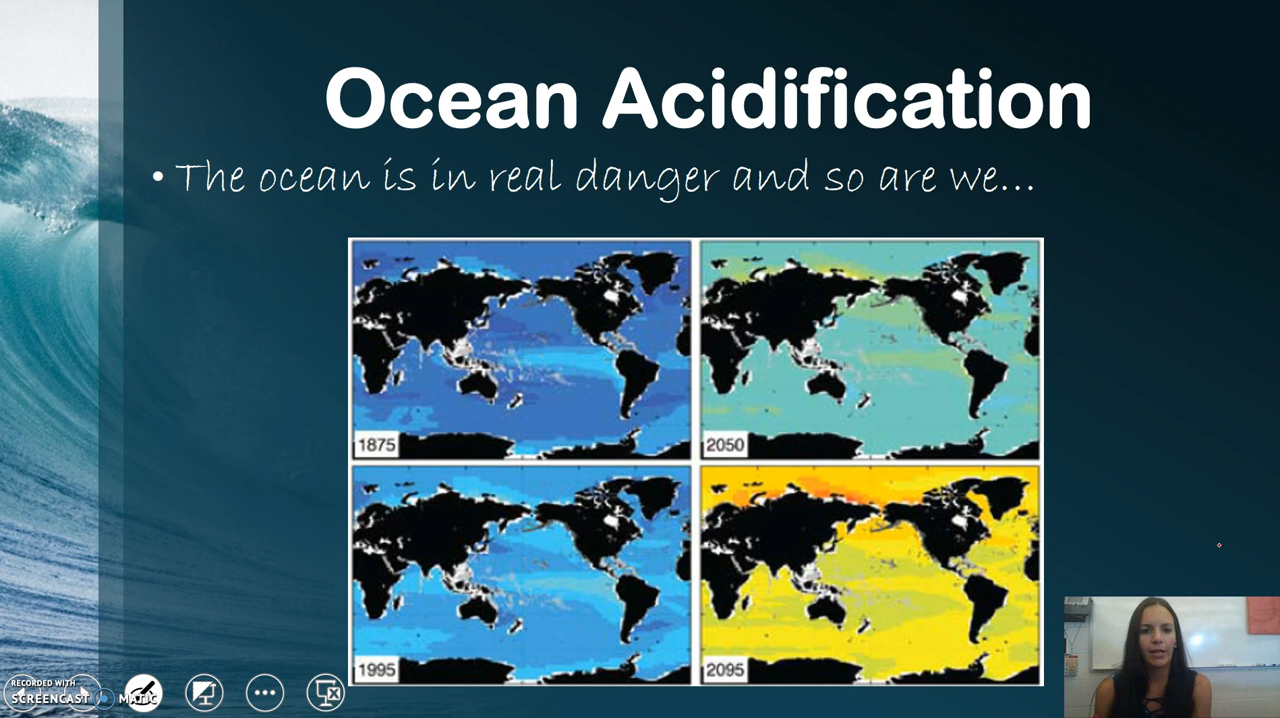 Ocean Acidification
• The ocean is in real danger and so are we...
1875
2050
1995
2095
RECORDED WITH
SCREENCAST MATIC